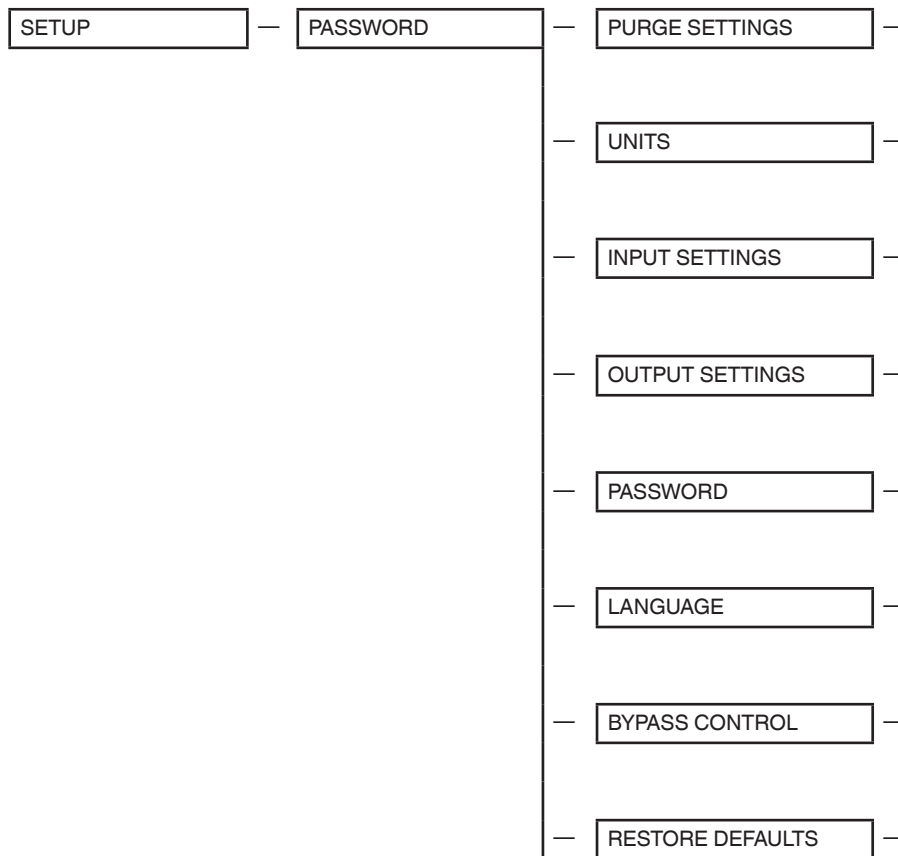 SETUP — PASSWORD — PURGE SETTINGS —
— UNITS —
— INPUT SETTINGS —
— OUTPUT SETTINGS —
— PASSWORD —
— LANGUAGE —
— BYPASS CONTROL —
— RESTORE DEFAULTS —